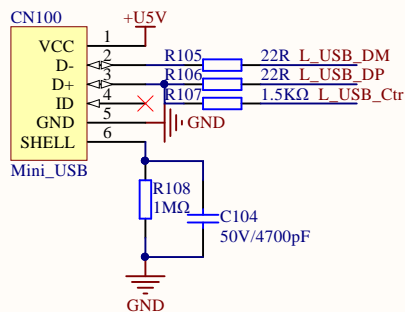 CN100
+U5V
VCC 1
D- 2 R105 22R L_USB_DM
D+ 3 R106 22R L_USB_DP
ID 4 R107 1.5KΩ L_USB_Ctr
GND 5 GND
SHELL 6
Mini_USB
R108
1MΩ
C104
50V/4700pF
GND